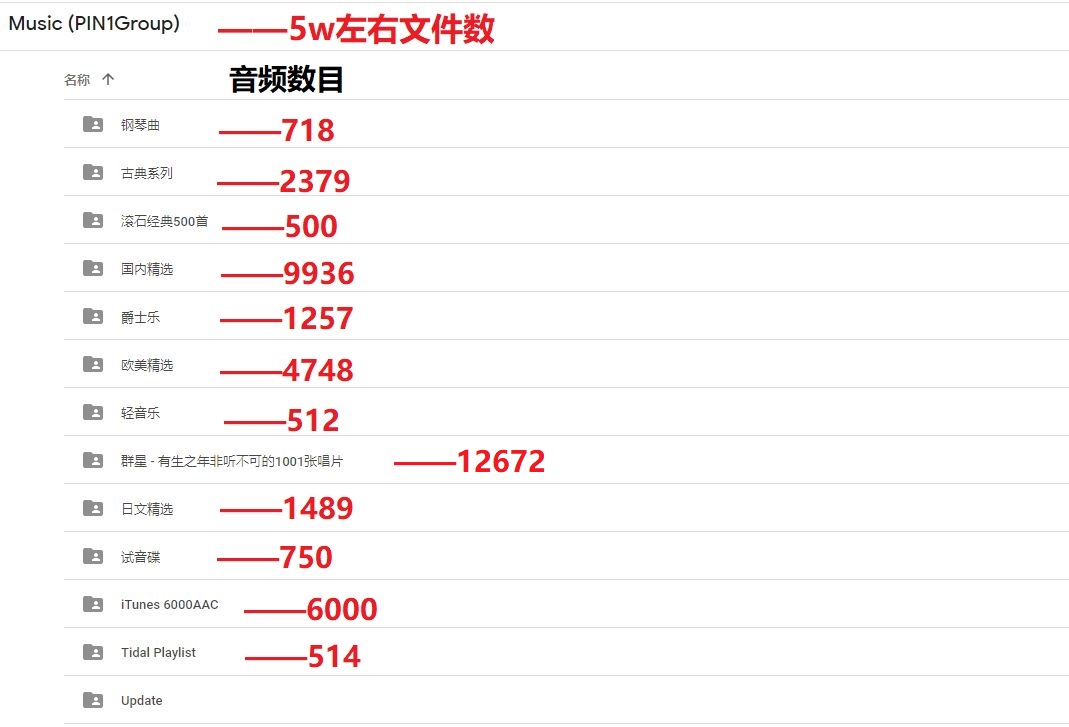 Music (PIN1Group) ——5w左右文件数
名称 ↑ 音频数目
钢琴曲 ——718
古典系列 ——2379
滚石经典500首 ——500
国内精选 ——9936
爵士乐 ——1257
欧美精选 ——4748
轻音乐 ——512
群星 - 有生之年非听不可的1001张唱片 ——12672
日文精选 ——1489
试音碟 ——750
iTunes 6000AAC ——6000
Tidal Playlist ——514
Update